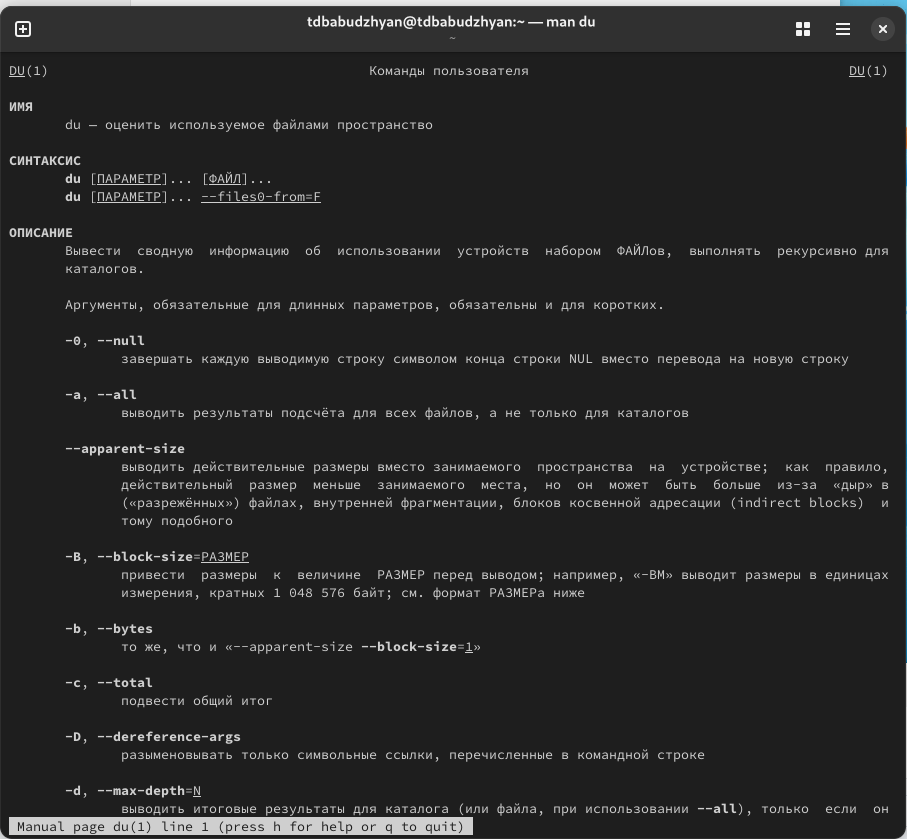 tdbabudzhyan@tdbabudzhyan:~ — man du
~
DU(1) Команды пользователя DU(1)
ИМЯ
du — оценить используемое файлами пространство
СИНТАКСИС
du [ПАРАМЕТР]... [ФАЙЛ]...
du [ПАРАМЕТР]... --files0-from=F
ОПИСАНИЕ
Вывести сводную информацию об использовании устройств набором ФАЙЛов, выполнять рекурсивно для
каталогов.
Аргументы, обязательные для длинных параметров, обязательны и для коротких.
-0, --null
завершать каждую выводимую строку символом конца строки NUL вместо перевода на новую строку
-a, --all
выводить результаты подсчёта для всех файлов, а не только для каталогов
--apparent-size
выводить действительные размеры вместо занимаемого пространства на устройстве; как правило,
действительный размер меньше занимаемого места, но он может быть больше из-за «дыр» в
(«разрежённых») файлах, внутренней фрагментации, блоков косвенной адресации (indirect blocks) и
тому подобного
-B, --block-size=РАЗМЕР
привести размеры к величине РАЗМЕР перед выводом; например, «-BM» выводит размеры в единицах
измерения, кратных 1 048 576 байт; см. формат РАЗМЕРа ниже
-b, --bytes
то же, что и «--apparent-size --block-size=1»
-c, --total
подвести общий итог
-D, --dereference-args
разыменовывать только символьные ссылки, перечисленные в командной строке
-d, --max-depth=N
выводить итоговые результаты для каталога (или файла, при использовании --all), только если он
Manual page du(1) line 1 (press h for help or q to quit)